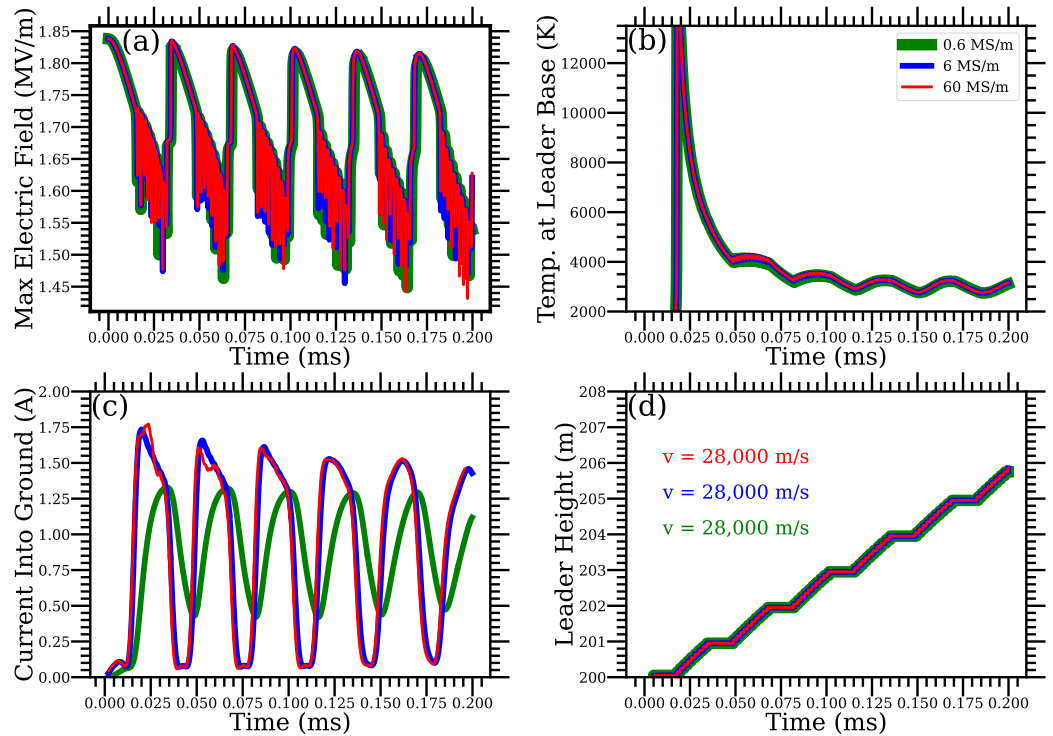 (a)
Max Electric Field (MV/m)
1.85
1.80
1.75
1.70
1.65
1.60
1.55
1.50
1.45
0.000 0.025 0.050 0.075 0.100 0.125 0.150 0.175 0.200
Time (ms)
(b)
Temp. at Leader Base (K)
12000
10000
8000
6000
4000
2000
0.6 MS/m
6 MS/m
60 MS/m
0.000 0.025 0.050 0.075 0.100 0.125 0.150 0.175 0.200
Time (ms)
(c)
Current Into Ground (A)
2.00
1.75
1.50
1.25
1.00
0.75
0.50
0.25
0.00
0.000 0.025 0.050 0.075 0.100 0.125 0.150 0.175 0.200
Time (ms)
(d)
Leader Height (m)
208
207
206
205
204
203
202
201
200
v = 28,000 m/s
v = 28,000 m/s
v = 28,000 m/s
0.000 0.025 0.050 0.075 0.100 0.125 0.150 0.175 0.200
Time (ms)